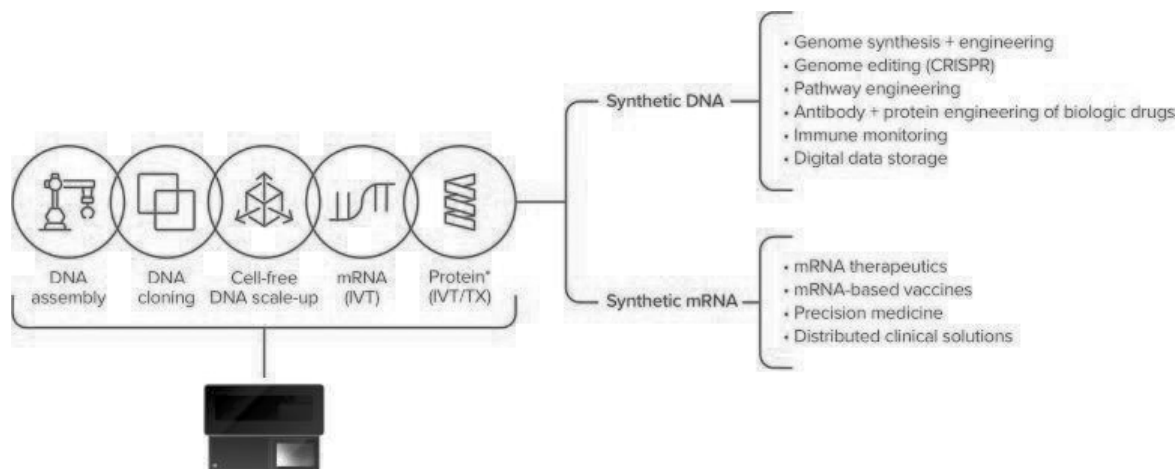 DNA
assembly
DNA
cloning
Cell-free
DNA scale-up
mRNA
(IVT)
Protein*
(IVT/TX)
Synthetic DNA
• Genome synthesis + engineering
• Genome editing (CRISPR)
• Pathway engineering
• Antibody + protein engineering of biologic drugs
• Immune monitoring
• Digital data storage
Synthetic mRNA
• mRNA therapeutics
• mRNA-based vaccines
• Precision medicine
• Distributed clinical solutions